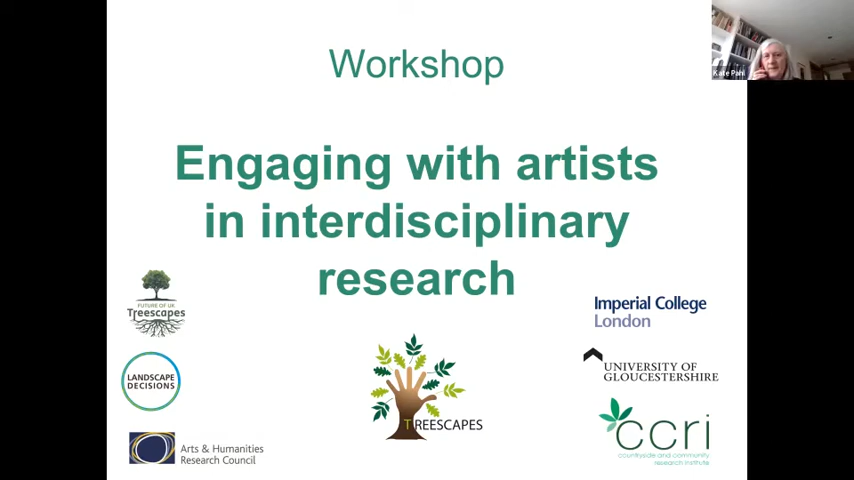 Workshop
Kate Pahl
Engaging with artists
in interdisciplinary
research
FUTURE OF UK
Treescapes
LANDSCAPE
DECISIONS
Arts & Humanities
Research Council
TREESCAPES
Imperial College
London
UNIVERSITY OF
GLOUCESTERSHIRE
ccri
countryside and community
research institute